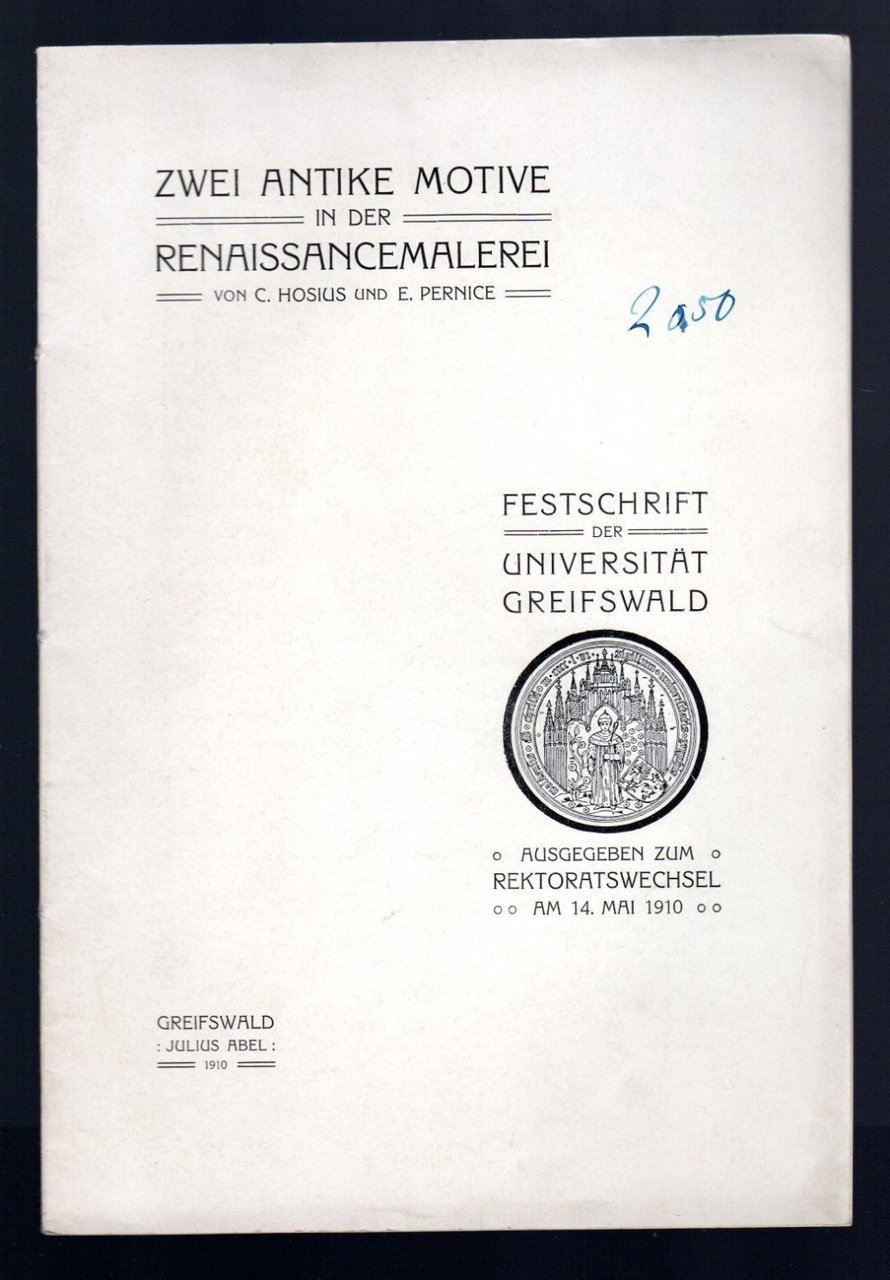 ZWEI ANTIKE MOTIVE
IN DER
RENAISSANCEMALEREI
VON C. HOSIUS UND E. PERNICE
FESTSCHRIFT
DER
UNIVERSITÄT
GREIFSWALD
AUSGEGEBEN ZUM
REKTORATSWECHSEL
AM 14. MAI 1910
GREIFSWALD
: JULIUS ABEL :
1910